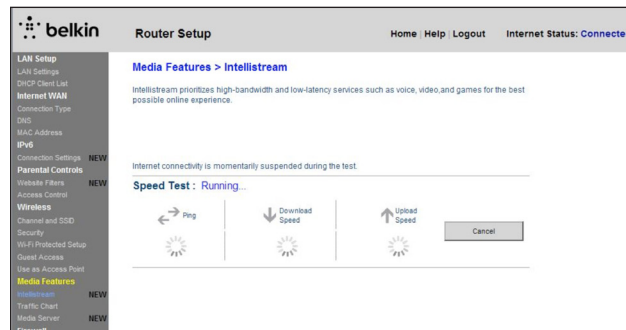 belkin
Router Setup
Home | Help | Logout
Internet Status: Connecte
LAN Setup
LAN Settings
DHCP Client List
Internet WAN
Connection Type
DNS
MAC Address
IPv6
Connection Settings NEW
Parental Controls
Website Filters NEW
Access Control
Wireless
Channel and SSID
Security
Wi-Fi Protected Setup
Guest Access
Use as Access Point
Media Features
Intellistream NEW
Traffic Chart
Media Server NEW
Firewall
Media Features > Intellistream
Intellistream prioritizes high-bandwidth and low-latency services such as voice, video,and games for the best
possible online experience.
Internet connectivity is momentarily suspended during the test.
Speed Test : Running...
Ping
Download
Speed
Upload
Speed
Cancel